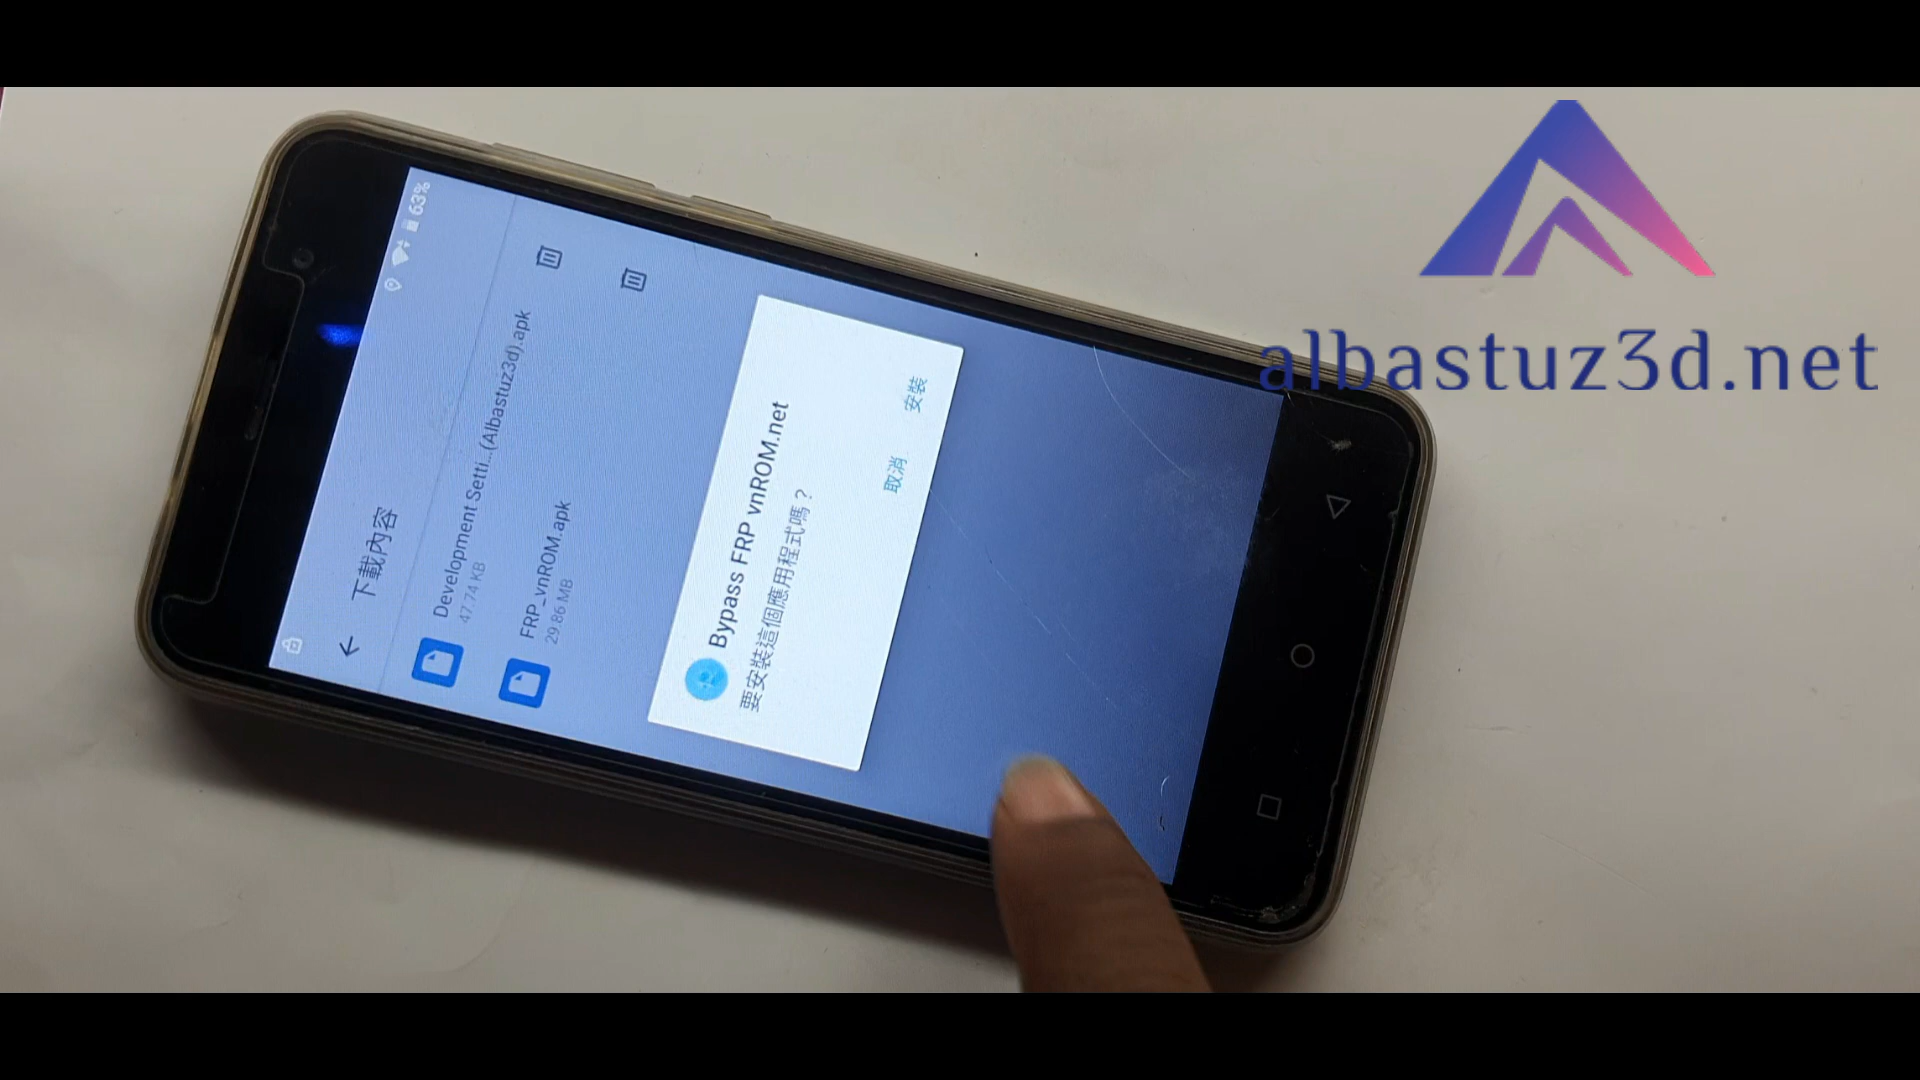 63%
下載內容
Development Setti...(Albastuz3d).apk
47.74 KB
FRP_vnROM.apk
29.86 MB
Bypass FRP vnROM.net
要安裝這個應用程式嗎？
取消
安裝
albastuz3d.net